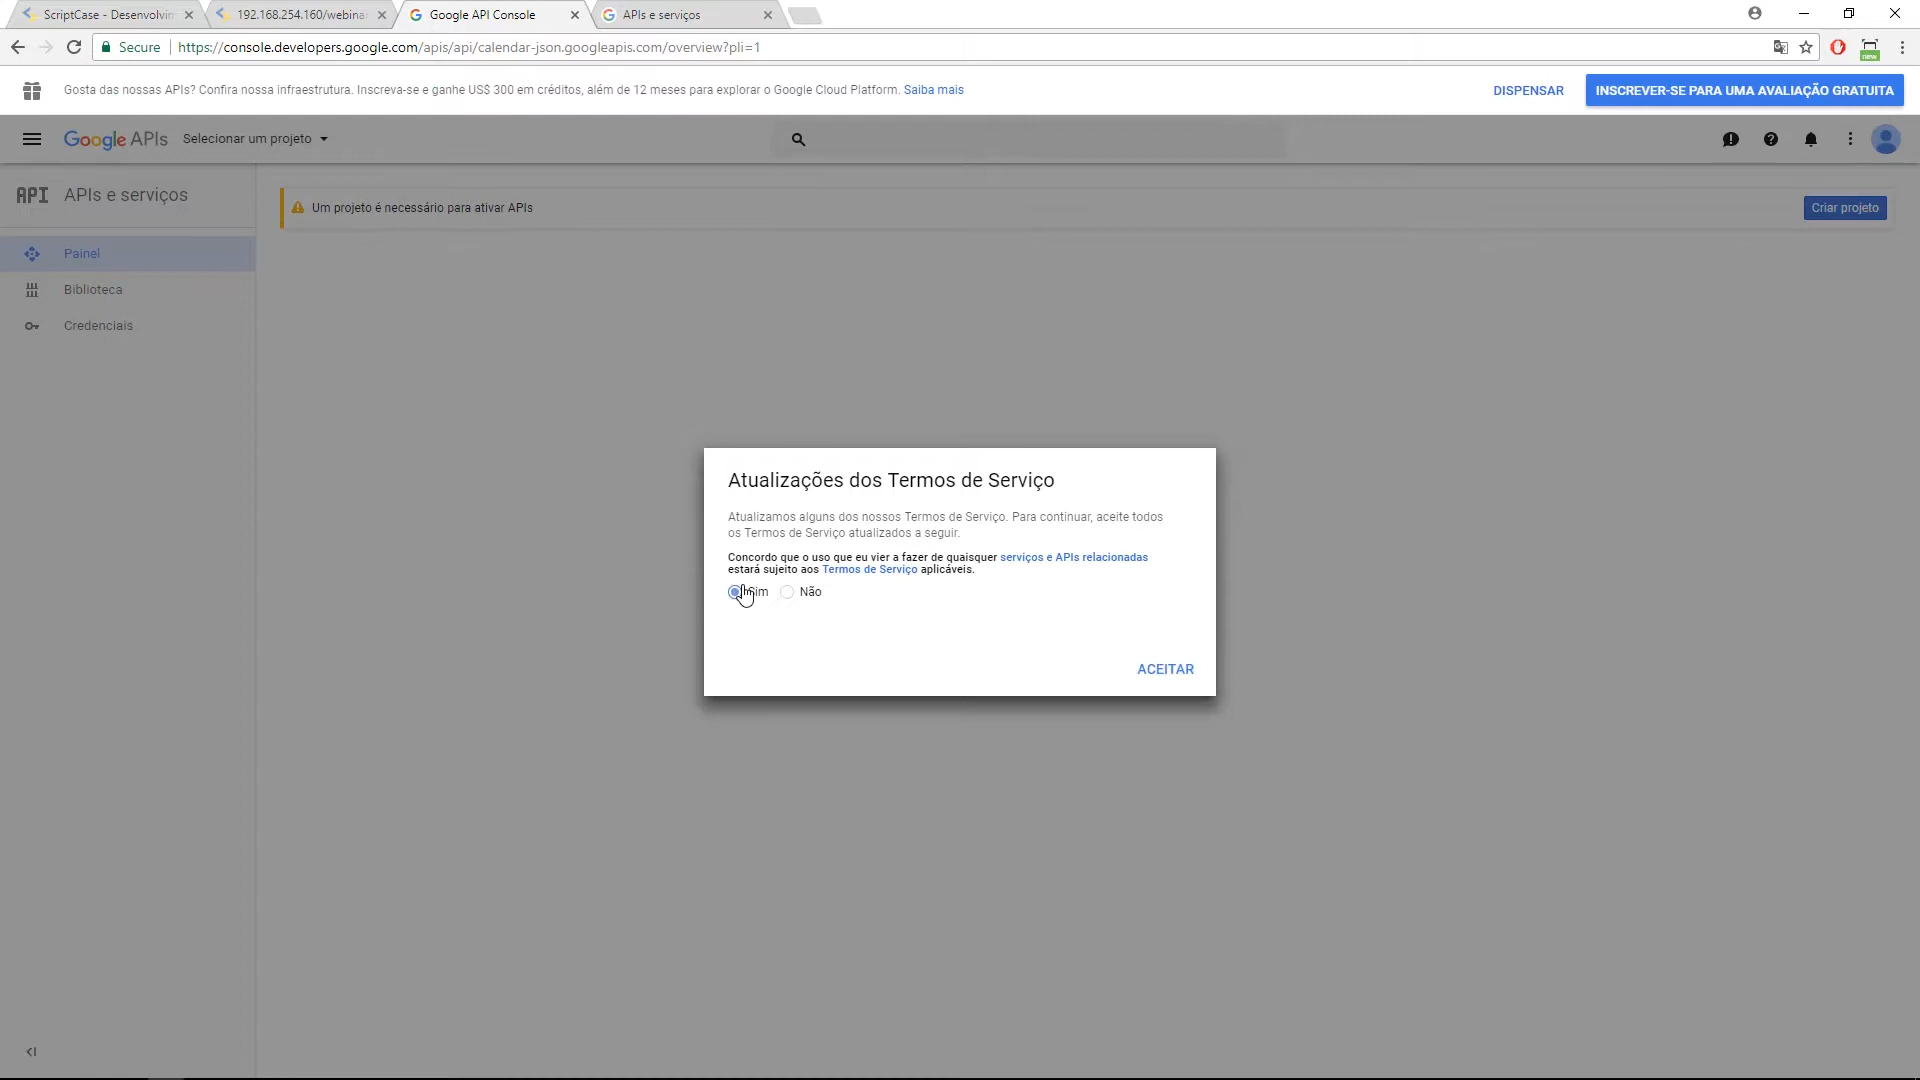 ScriptCase - Desenvolvin
192.168.254.160/webina
Google API Console
APIs e serviços
Secure
https://console.developers.google.com/apis/api/calendar-json.googleapis.com/overview?pli=1
new
Gosta das nossas APIs? Confira nossa infraestrutura. Inscreva-se e ganhe US$ 300 em créditos, além de 12 meses para explorar o Google Cloud Platform. Saiba mais
DISPENSAR
INSCREVER-SE PARA UMA AVALIAÇÃO GRATUITA
Google APIs
Selecionar um projeto
API
APIs e serviços
Um projeto é necessário para ativar APIs
Criar projeto
Painel
Biblioteca
Credenciais
Atualizações dos Termos de Serviço
Atualizamos alguns dos nossos Termos de Serviço. Para continuar, aceite todos
os Termos de Serviço atualizados a seguir.
Concordo que o uso que eu vier a fazer de quaisquer serviços e APIs relacionadas
estará sujeito aos Termos de Serviço aplicáveis.
Sim
Não
ACEITAR